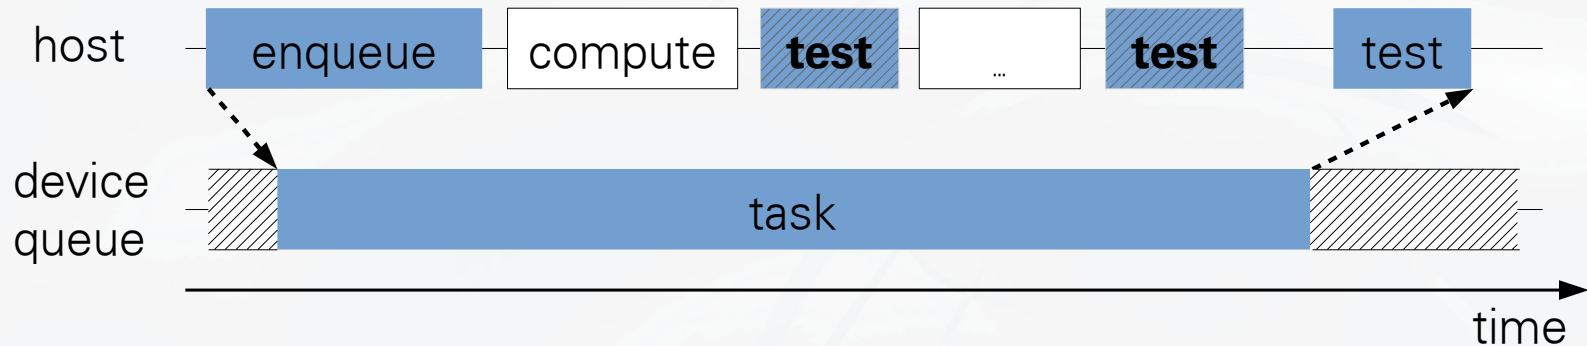 host enqueue compute test ... test test
device
queue
task
time